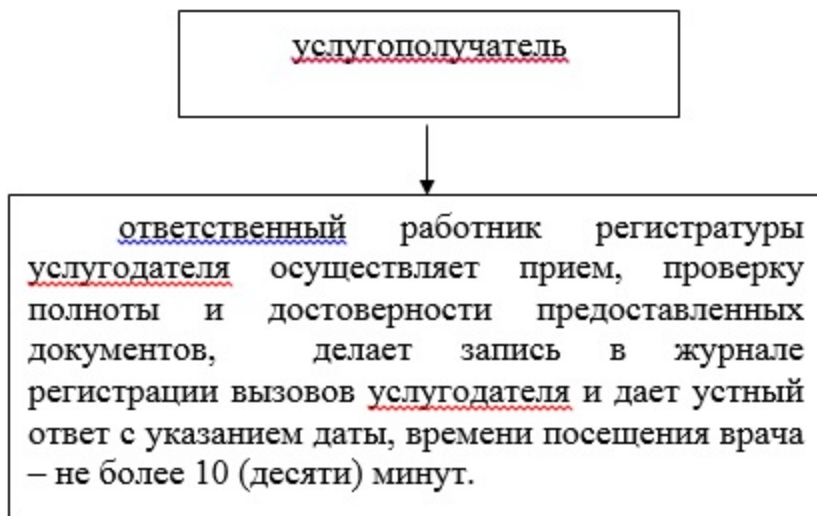 услугополучатель
ответственный работник регистратуры
услугодателя осуществляет прием, проверку
полноты и достоверности предоставленных
документов, делает запись в журнале
регистрации вызовов услугодателя и дает устный
ответ с указанием даты, времени посещения врача
– не более 10 (десяти) минут.